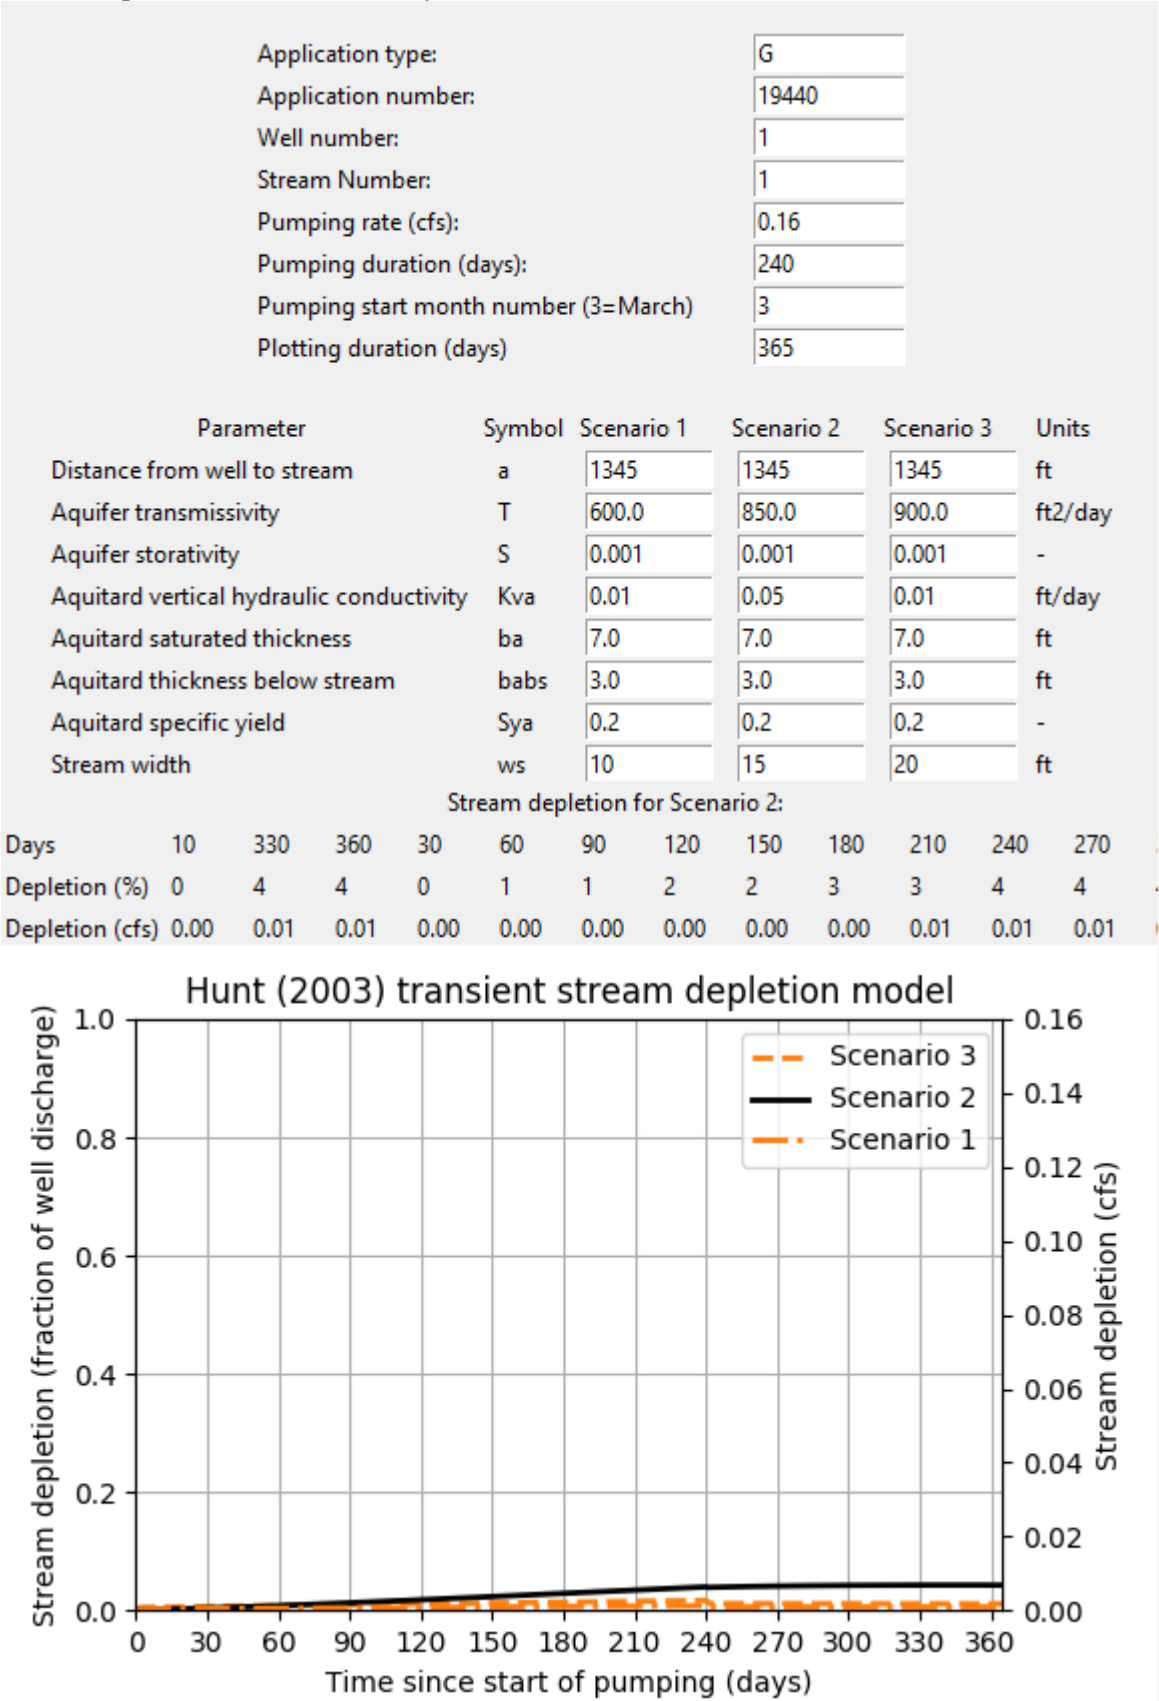 Application type: G
Application number: 19440
Well number: 1
Stream Number: 1
Pumping rate (cfs): 0.16
Pumping duration (days): 240
Pumping start month number (3=March) 3
Plotting duration (days) 365
Parameter Symbol Scenario 1 Scenario 2 Scenario 3 Units
Distance from well to stream a 1345 1345 1345 ft
Aquifer transmissivity T 600.0 850.0 900.0 ft2/day
Aquifer storativity S 0.001 0.001 0.001 -
Aquitard vertical hydraulic conductivity Kva 0.01 0.05 0.01 ft/day
Aquitard saturated thickness ba 7.0 7.0 7.0 ft
Aquitard thickness below stream babs 3.0 3.0 3.0 ft
Aquitard specific yield Sya 0.2 0.2 0.2 -
Stream width ws 10 15 20 ft
Stream depletion for Scenario 2:
Days 10 330 360 30 60 90 120 150 180 210 240 270
Depletion (%) 0 4 4 0 1 1 2 2 3 3 4 4
Depletion (cfs) 0.00 0.01 0.01 0.00 0.00 0.00 0.00 0.00 0.00 0.01 0.01 0.01
Hunt (2003) transient stream depletion model
Stream depletion (fraction of well discharge)
1.0
0.8
0.6
0.4
0.2
0.0
Scenario 3
Scenario 2
Scenario 1
0.16
0.14
0.12
0.10
0.08
0.06
0.04
0.02
0.00
Stream depletion (cfs)
0 30 60 90 120 150 180 210 240 270 300 330 360
Time since start of pumping (days)